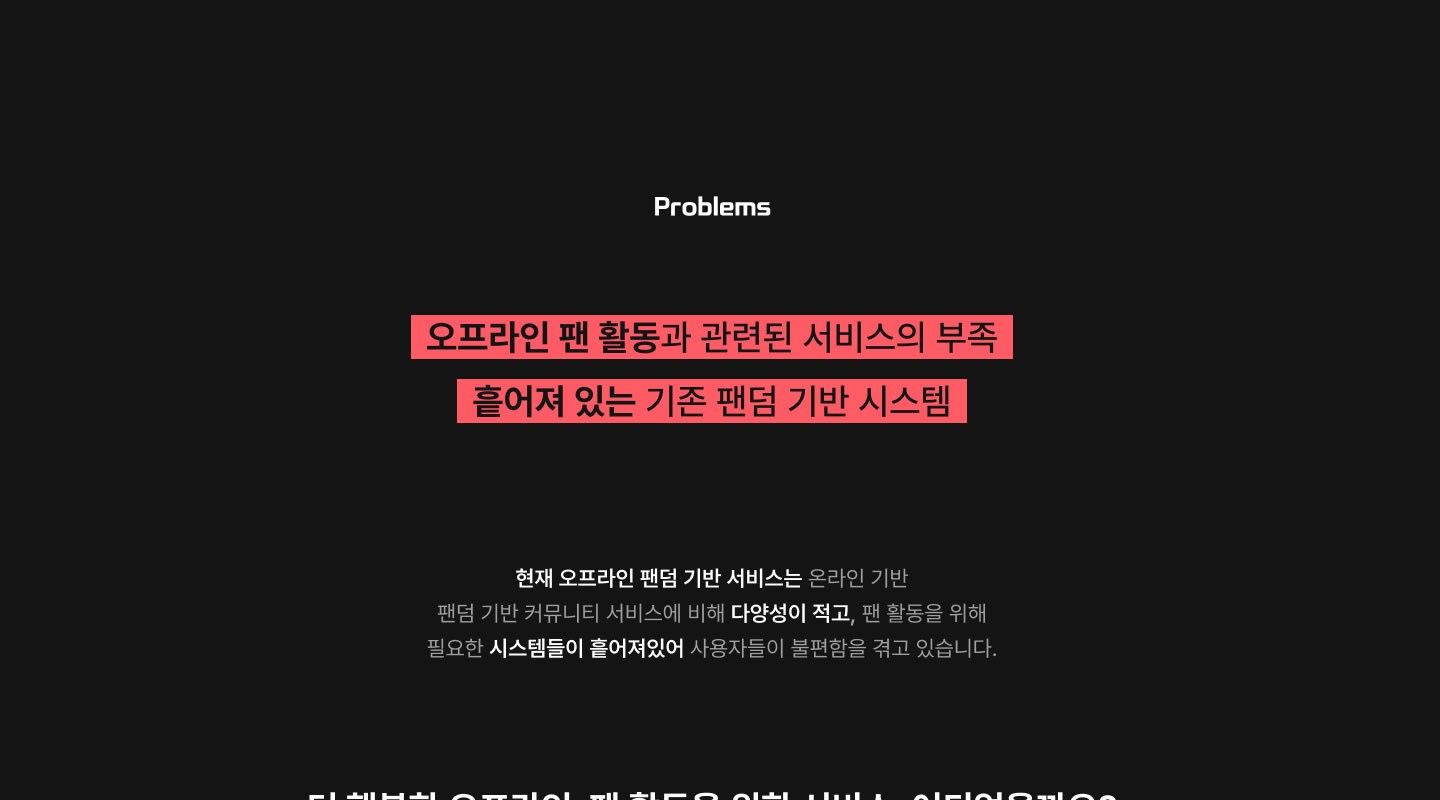 Problems
오프라인 팬 활동과 관련된 서비스의 부족
흩어져 있는 기존 팬덤 기반 시스템
현재 오프라인 팬덤 기반 서비스는 온라인 기반
팬덤 기반 커뮤니티 서비스에 비해 다양성이 적고, 팬 활동을 위해
필요한 시스템들이 흩어져있어 사용자들이 불편함을 겪고 있습니다.